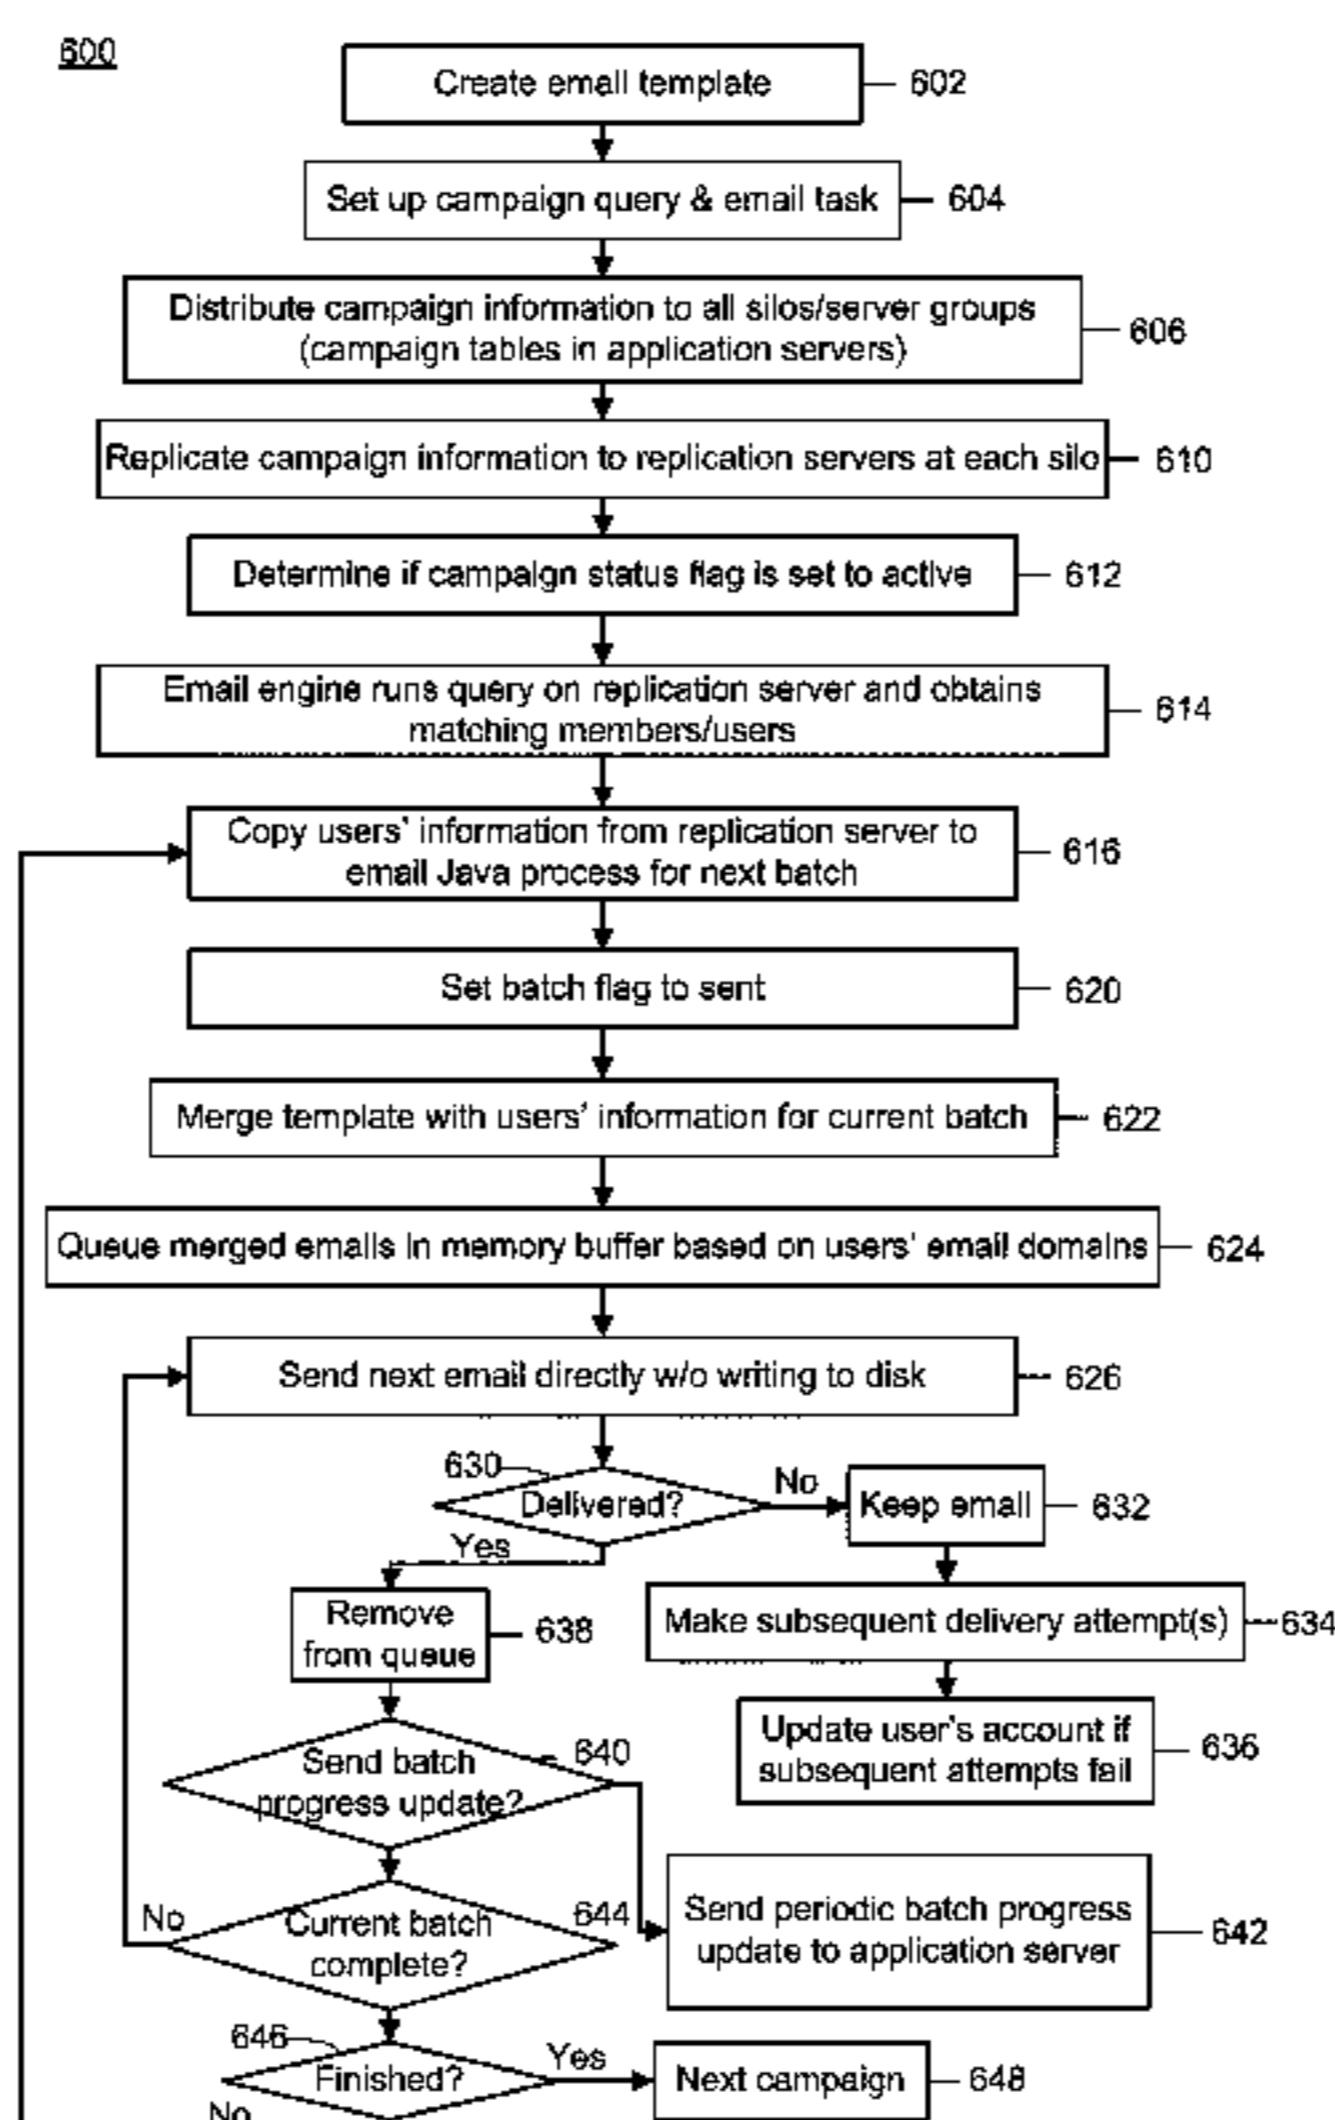 600
Create email template
602
Set up campaign query & email task
604
Distribute campaign information to all silos/server groups
(campaign tables in application servers)
606
Replicate campaign information to replication servers at each silo
610
Determine if campaign status flag is set to active
612
Email engine runs query on replication server and obtains
matching members/users
614
Copy users' information from replication server to
email Java process for next batch
616
Set batch flag to sent
620
Merge template with users' information for current batch
622
Queue merged emails in memory buffer based on users' email domains
624
Send next email directly w/o writing to disk
626
630
Delivered?
No
Keep email
632
Yes
Remove
from queue
638
Make subsequent delivery attempt(s)
634
Update user's account if
subsequent attempts fail
636
Send batch
progress update?
640
No
Current batch
complete?
644
Send periodic batch progress
update to application server
642
646
Finished?
Yes
Next campaign
648
No